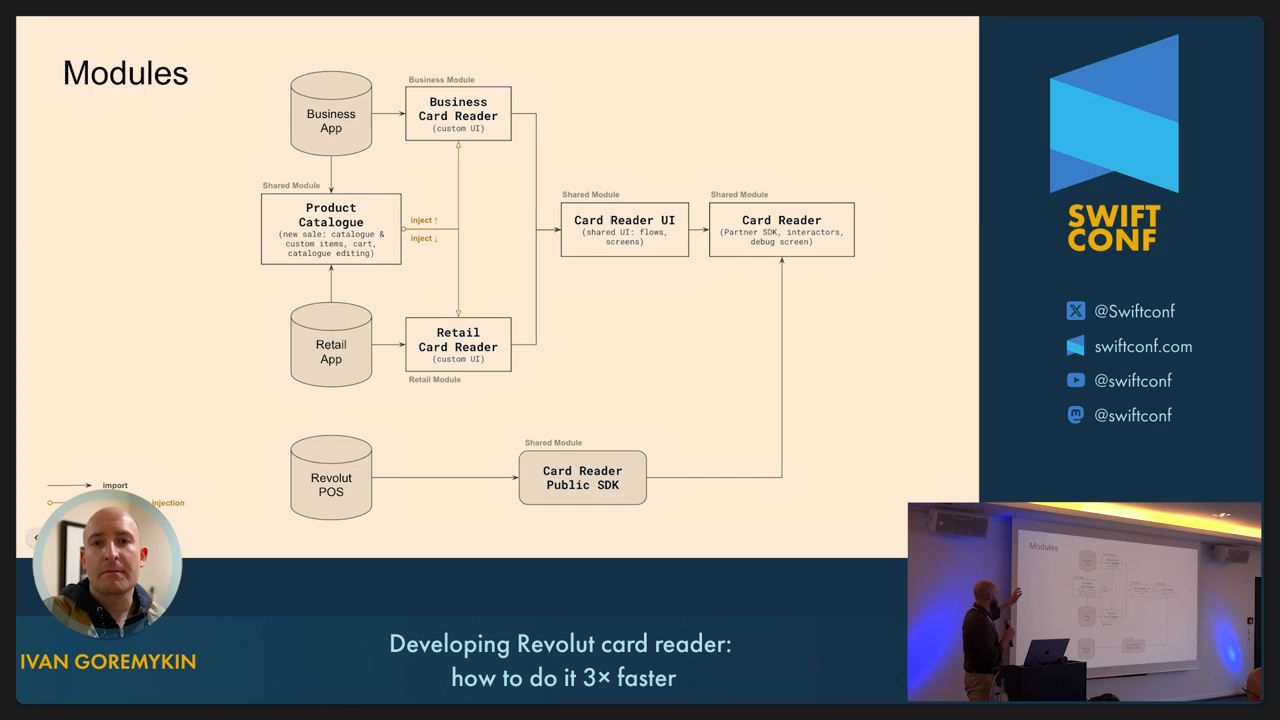 Modules
Business Module
Business
App
Business
Card Reader
(custom UI)
Shared Module
Product
Catalogue
(new sale: catalogue &
custom items, cart,
catalogue editing)
inject ↑
inject ↓
Shared Module
Card Reader UI
(shared UI: flows,
screens)
Shared Module
Card Reader
(Partner SDK, interactors,
debug screen)
Retail
App
Retail
Card Reader
(custom UI)
Retail Module
Revolut
POS
Shared Module
Card Reader
Public SDK
import
injection
SWIFT
CONF
@Swiftconf
swiftconf.com
@swiftconf
@swiftconf
Modules
IVAN GOREMYKIN
Developing Revolut card reader:
how to do it 3× faster